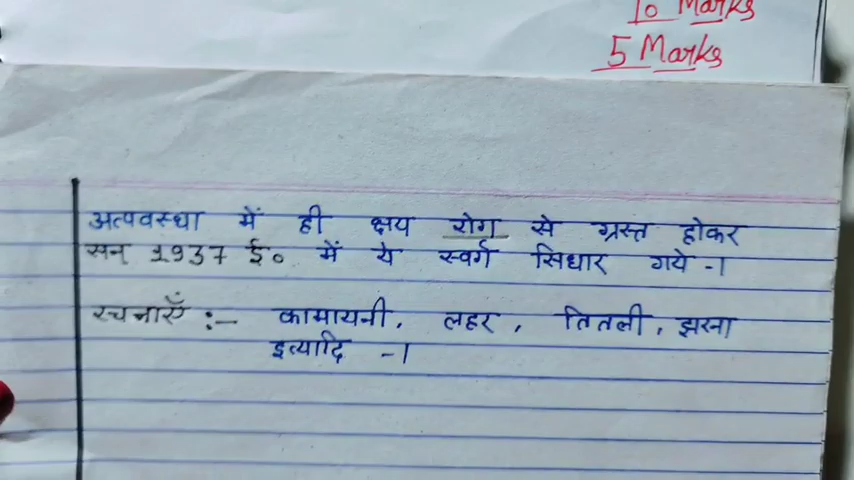 10 Marks
5 Marks
अल्पवस्था में ही क्षय रोग से ग्रस्त होकर
सन् 1937 ई० में ये स्वर्ग सिधार गये -।
रचनाएँ :- कामायनी, लहर, तितली, झरना
इत्यादि -।